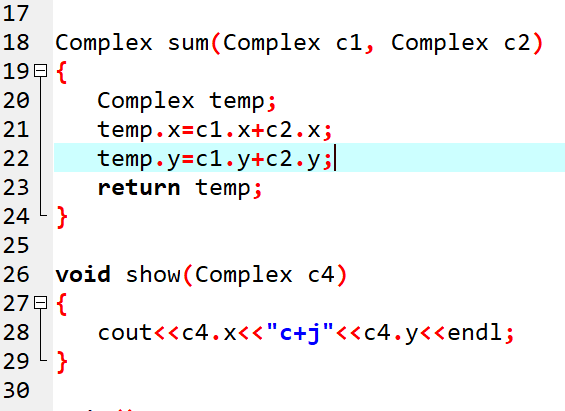 17
18 Complex sum(Complex c1, Complex c2)
19 {
20 Complex temp;
21 temp.x=c1.x+c2.x;
22 temp.y=c1.y+c2.y;
23 return temp;
24 }
25
26 void show(Complex c4)
27 {
28 cout<<c4.x<<"c+j"<<c4.y<<endl;
29 }
30